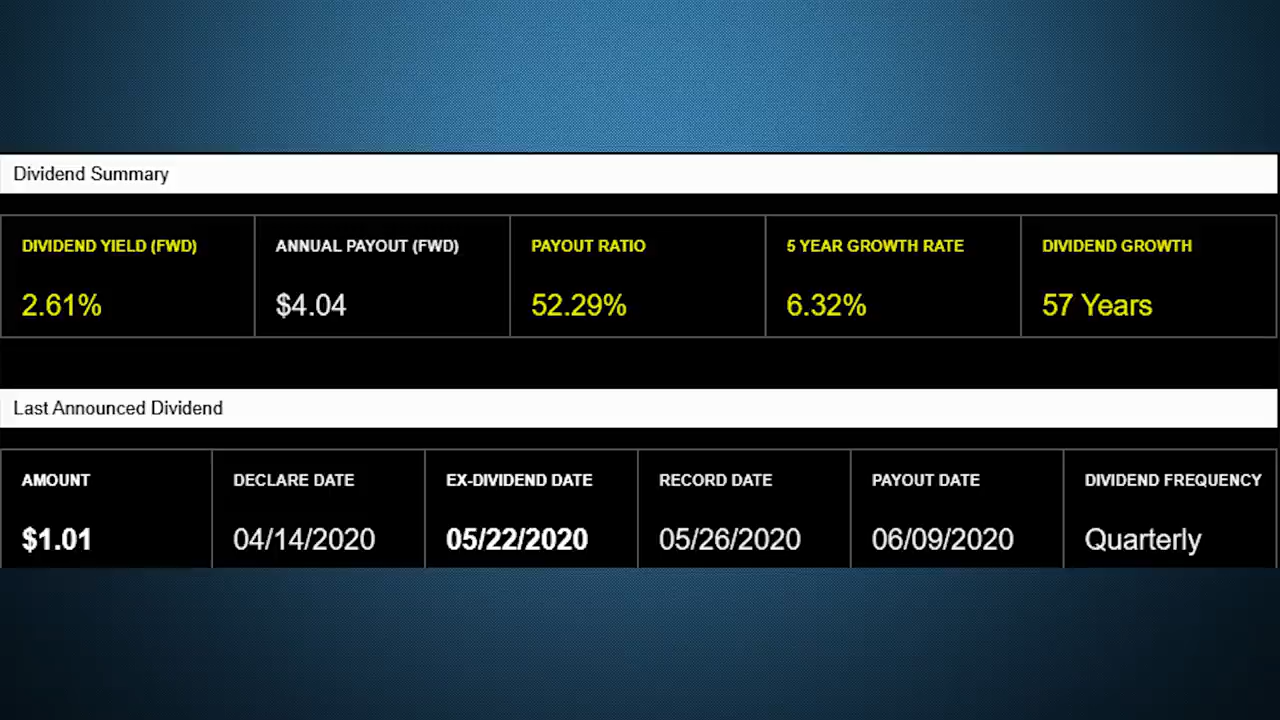 Dividend Summary
DIVIDEND YIELD (FWD) ANNUAL PAYOUT (FWD) PAYOUT RATIO 5 YEAR GROWTH RATE DIVIDEND GROWTH
2.61% $4.04 52.29% 6.32% 57 Years
Last Announced Dividend
AMOUNT DECLARE DATE EX-DIVIDEND DATE RECORD DATE PAYOUT DATE DIVIDEND FREQUENCY
$1.01 04/14/2020 05/22/2020 05/26/2020 06/09/2020 Quarterly